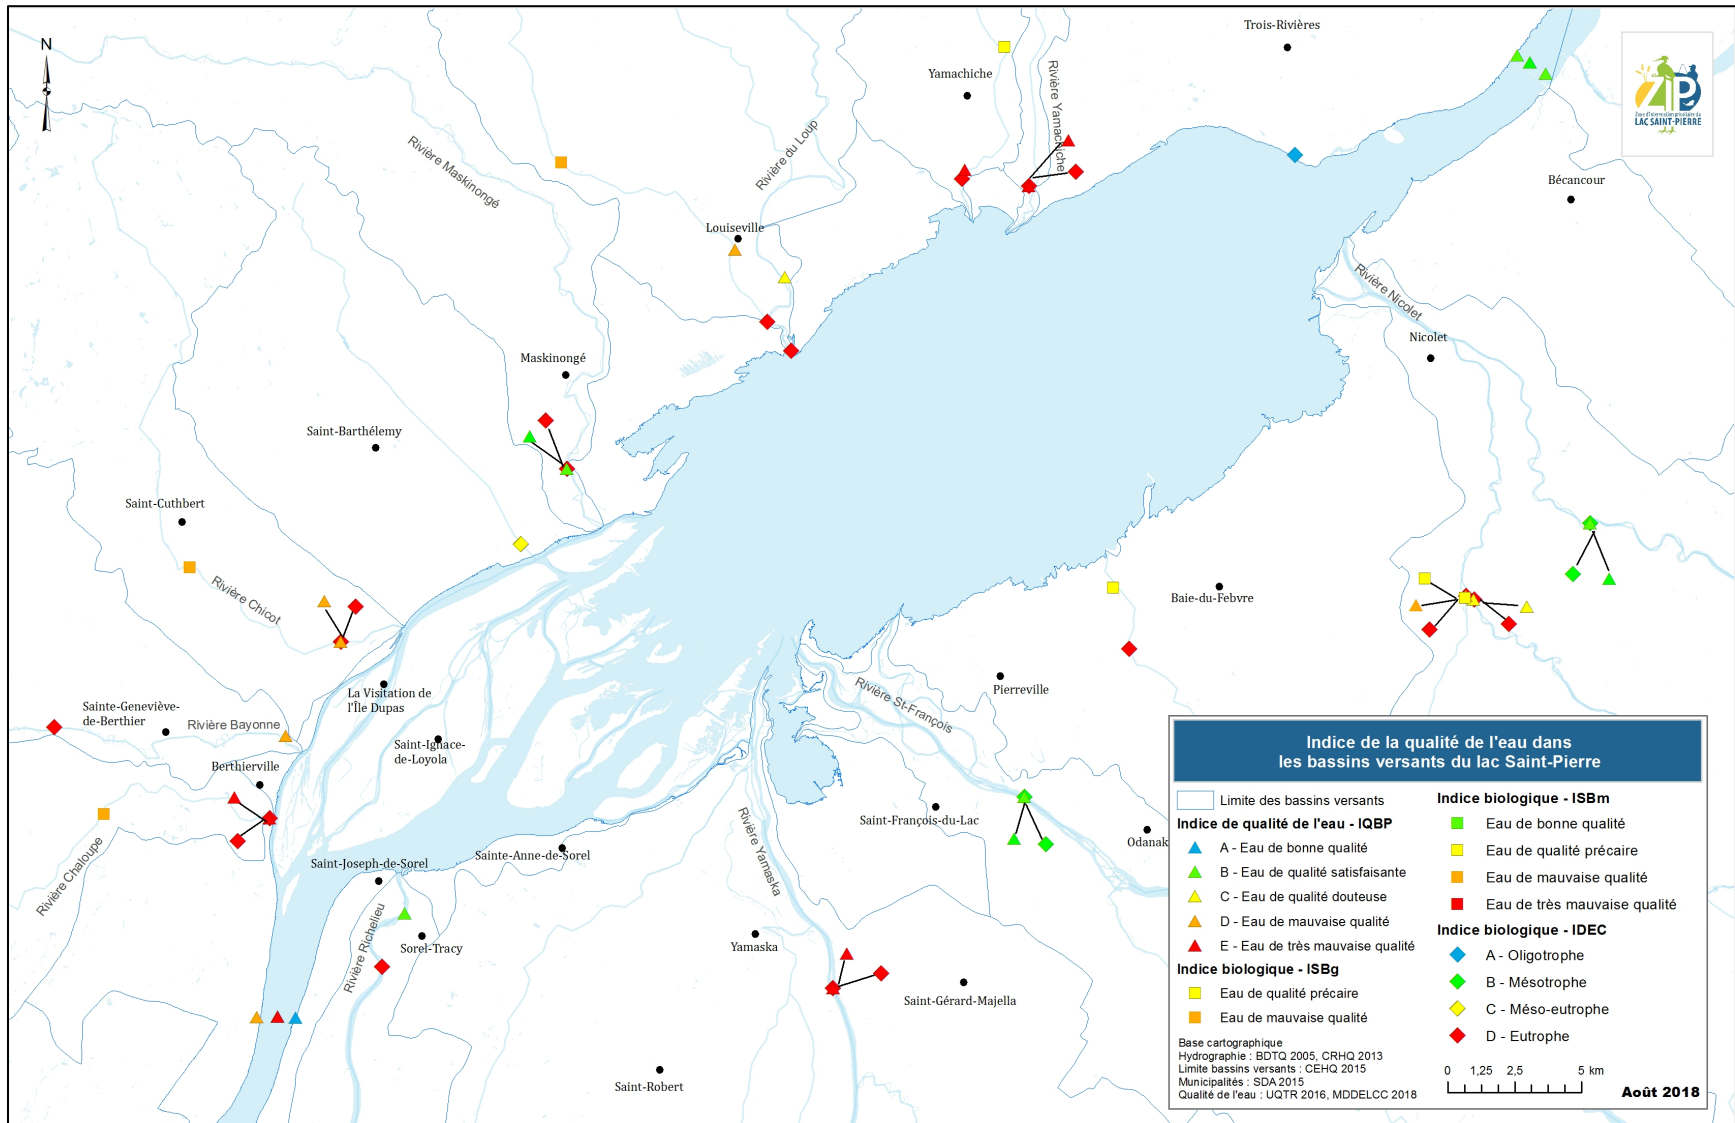 N
Trois-Rivières
Yamachiche
Rivière Yamachiche
Rivière du Loup
Rivière Maskinongé
Zone d'intervention prioritaire du
ZIP
LAC SAINT-PIERRE
Bécancour
Louiseville
Rivière Nicolet
Nicolet
Maskinongé
Saint-Barthélemy
Saint-Cuthbert
Rivière Chicot
Baie-du-Febvre
La Visitation de
l'Île Dupas
Pierreville
Rivière St-François
Sainte-Geneviève-
de-Berthier
Rivière Bayonne
Saint-Ignace-
de-Loyola
Berthierville
Saint-François-du-Lac
Odanak
Rivière Yamaska
Rivière Chaloupe
Saint-Joseph-de-Sorel
Sainte-Anne-de-Sorel
Rivière Richelieu
Sorel-Tracy
Yamaska
Saint-Gérard-Majella
Saint-Robert
Indice de la qualité de l'eau dans
les bassins versants du lac Saint-Pierre
Limite des bassins versants
Indice de qualité de l'eau - IQBP
A - Eau de bonne qualité
B - Eau de qualité satisfaisante
C - Eau de qualité douteuse
D - Eau de mauvaise qualité
E - Eau de très mauvaise qualité
Indice biologique - ISBg
Eau de qualité précaire
Eau de mauvaise qualité
Indice biologique - ISBm
Eau de bonne qualité
Eau de qualité précaire
Eau de mauvaise qualité
Eau de très mauvaise qualité
Indice biologique - IDEC
A - Oligotrophe
B - Mésotrophe
C - Méso-eutrophe
D - Eutrophe
Base cartographique
Hydrographie : BDTQ 2005, CRHQ 2013
Limite bassins versants : CEHQ 2015
Municipalités : SDA 2015
Qualité de l'eau : UQTR 2016, MDDELCC 2018
0 1,25 2,5 5 km
Août 2018